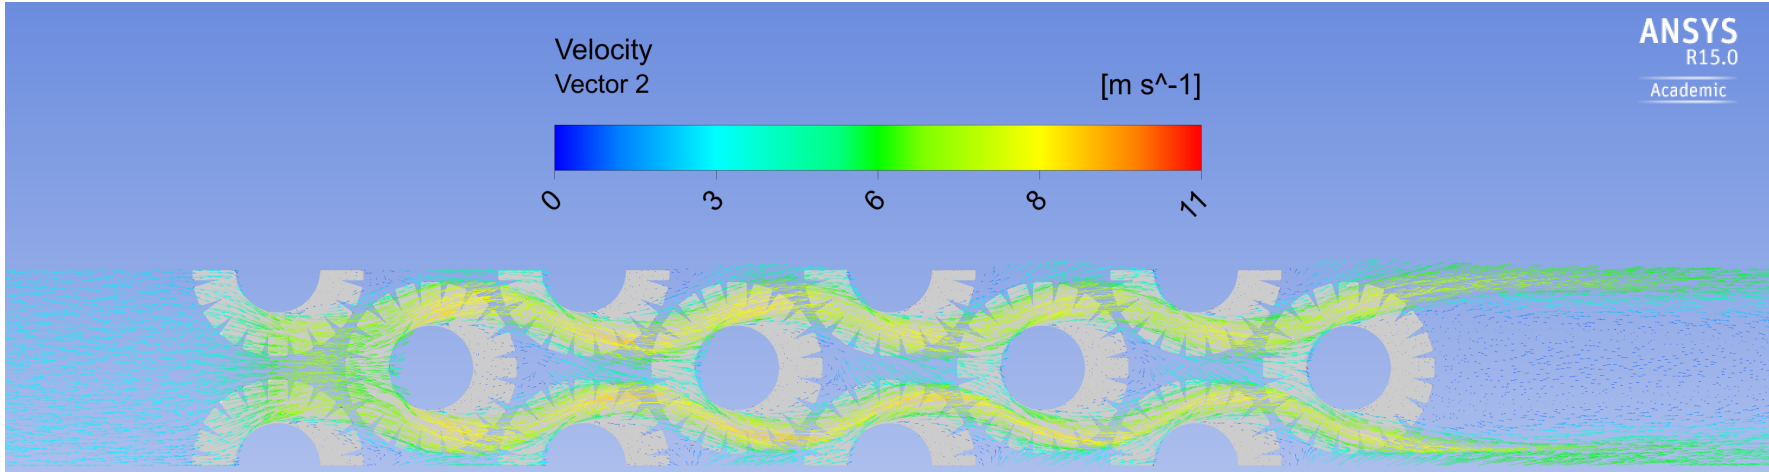 Velocity
Vector 2
[m s^-1]
0
3
6
8
11
ANSYS
R15.0
Academic